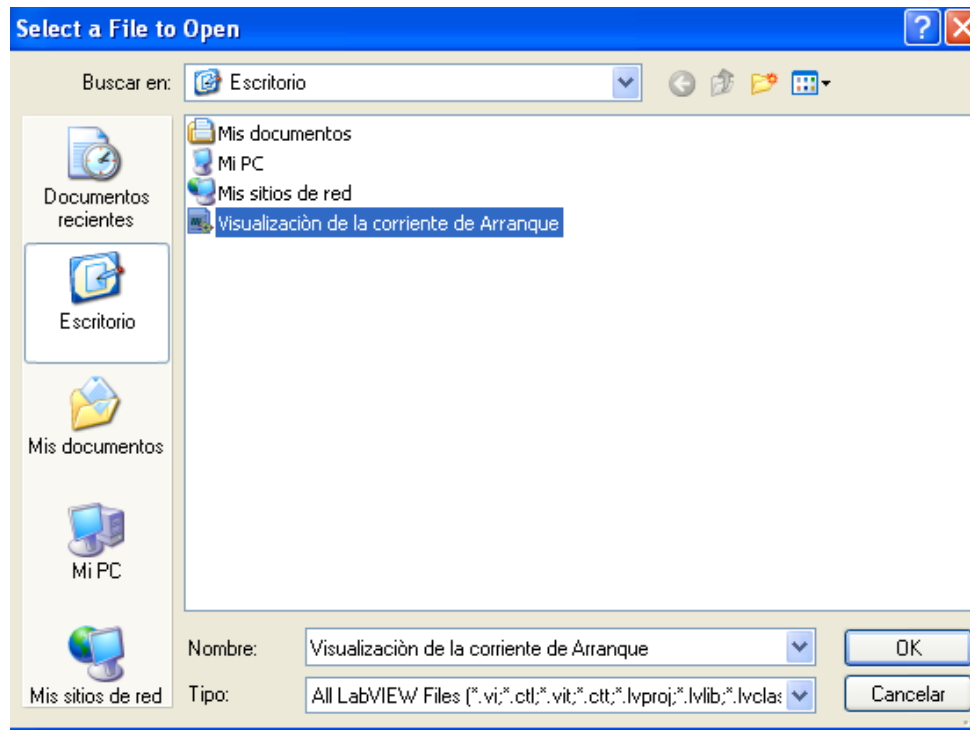 Select a File to Open
Buscar en:
Escritorio
Documentos
recientes
Escritorio
Mis documentos
Mi PC
Mis sitios de red
Mis documentos
Mi PC
Mis sitios de red
Visualizaciòn de la corriente de Arranque
Nombre:
Visualizaciòn de la corriente de Arranque
OK
Tipo:
All LabVIEW Files (*.vi;*.ctl;*.vit;*.ctt;*.lvproj;*.lvlib;*.lvclas
Cancelar